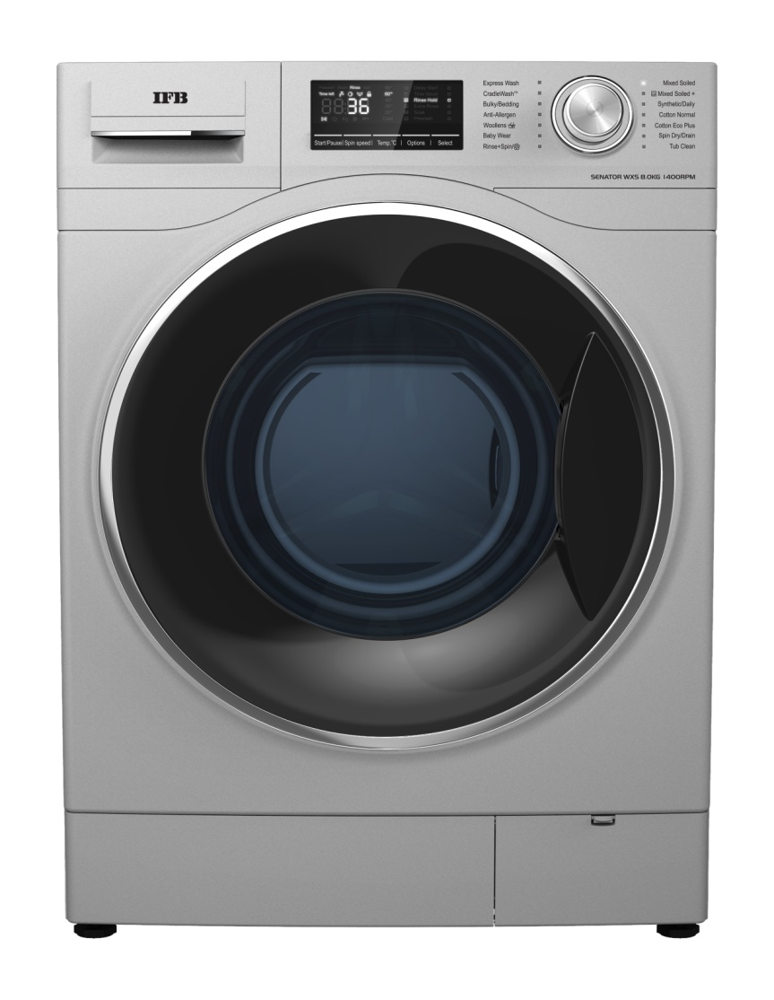 IFB
Rinse
Time left
36
60°
Rinse Hold
Start/Pause| Spin speed| Temp.°C | Options | Select
Express Wash
CradleWash™
Bulky/Bedding
Anti-Allergen
Woollens
Baby Wear
Rinse+Spin/
Mixed Soiled
Mixed Soiled +
Synthetic/Daily
Cotton Normal
Cotton Eco Plus
Spin Dry/Drain
Tub Clean
SENATOR WXS 8.0KG 1400RPM